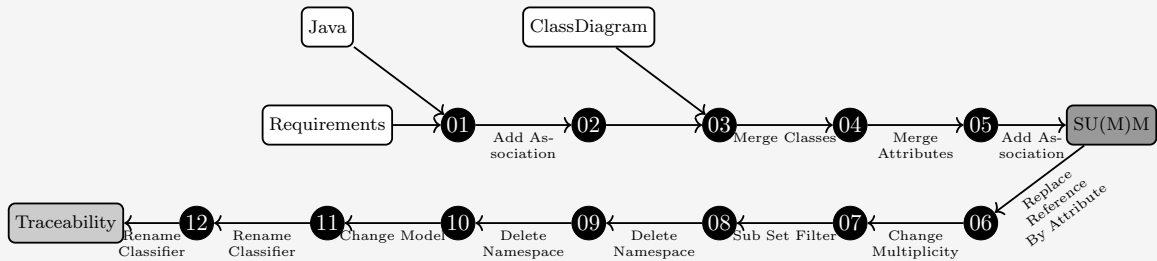 Java
ClassDiagram
Requirements
01
Add As-
sociation
02
03
Merge Classes
04
Merge
Attributes
05
Add As-
sociation
SU(M)M
Replace
Reference
By Attribute
06
Change
Multiplicity
07
Sub Set Filter
08
Delete
Namespace
09
Delete
Namespace
10
Change Model
11
Rename
Classifier
12
Rename
Classifier
Traceability